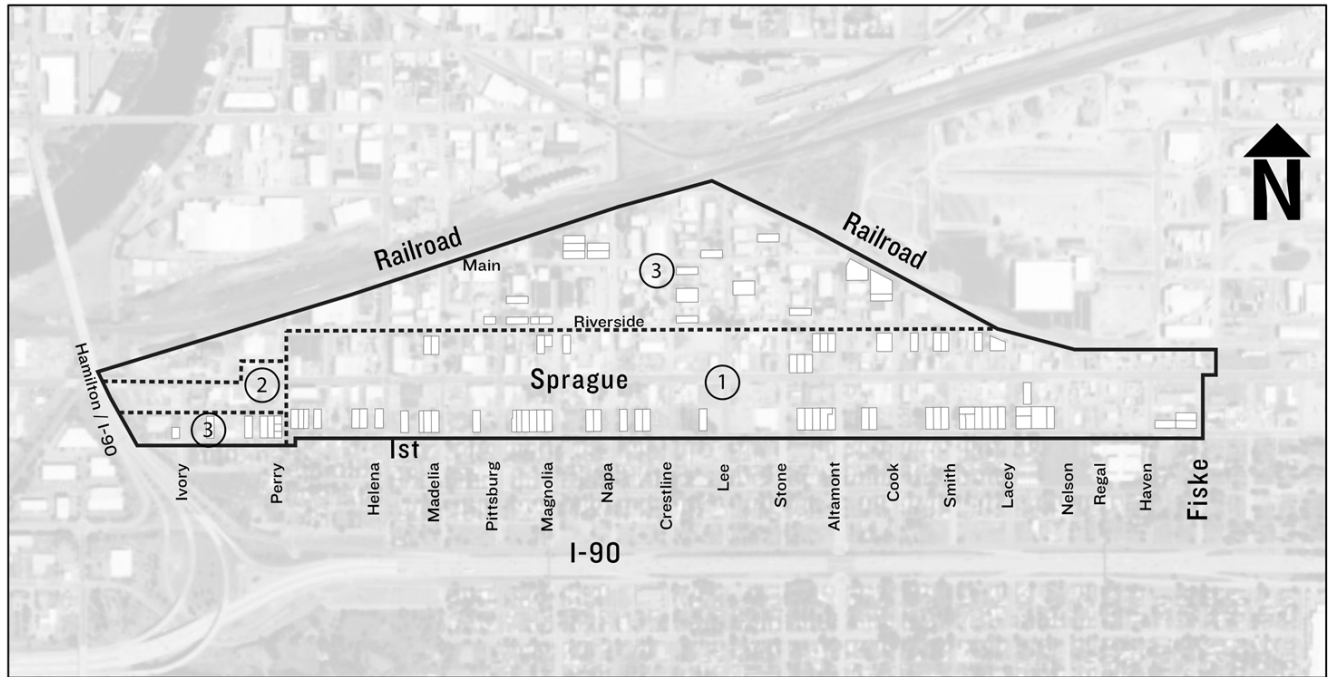 N
Railroad
Railroad
Main
3
Riverside
Hamilton / I-90
2
Sprague
1
3
1st
Ivory
Perry
Helena
Madelia
Pittsburg
Magnolia
Napa
Crestline
Lee
Stone
Altamont
Cook
Smith
Lacey
Nelson
Regal
Haven
Fiske
I-90